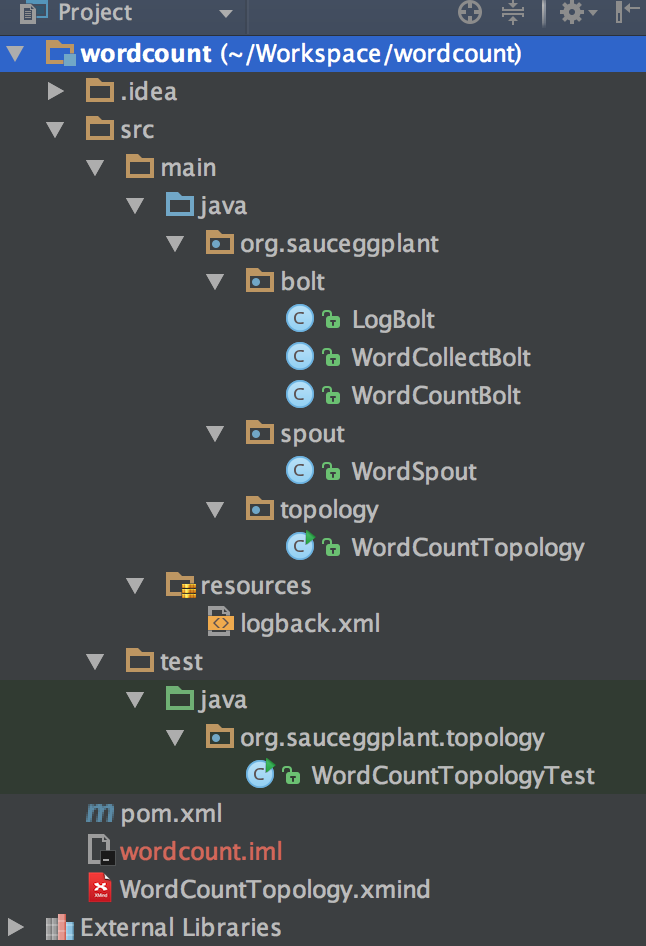 Project
wordcount (~/Workspace/wordcount)
.idea
src
main
java
org.sauceggplant
bolt
LogBolt
WordCollectBolt
WordCountBolt
spout
WordSpout
topology
WordCountTopology
resources
logback.xml
test
java
org.sauceggplant.topology
WordCountTopologyTest
pom.xml
wordcount.iml
WordCountTopology.xmind
External Libraries